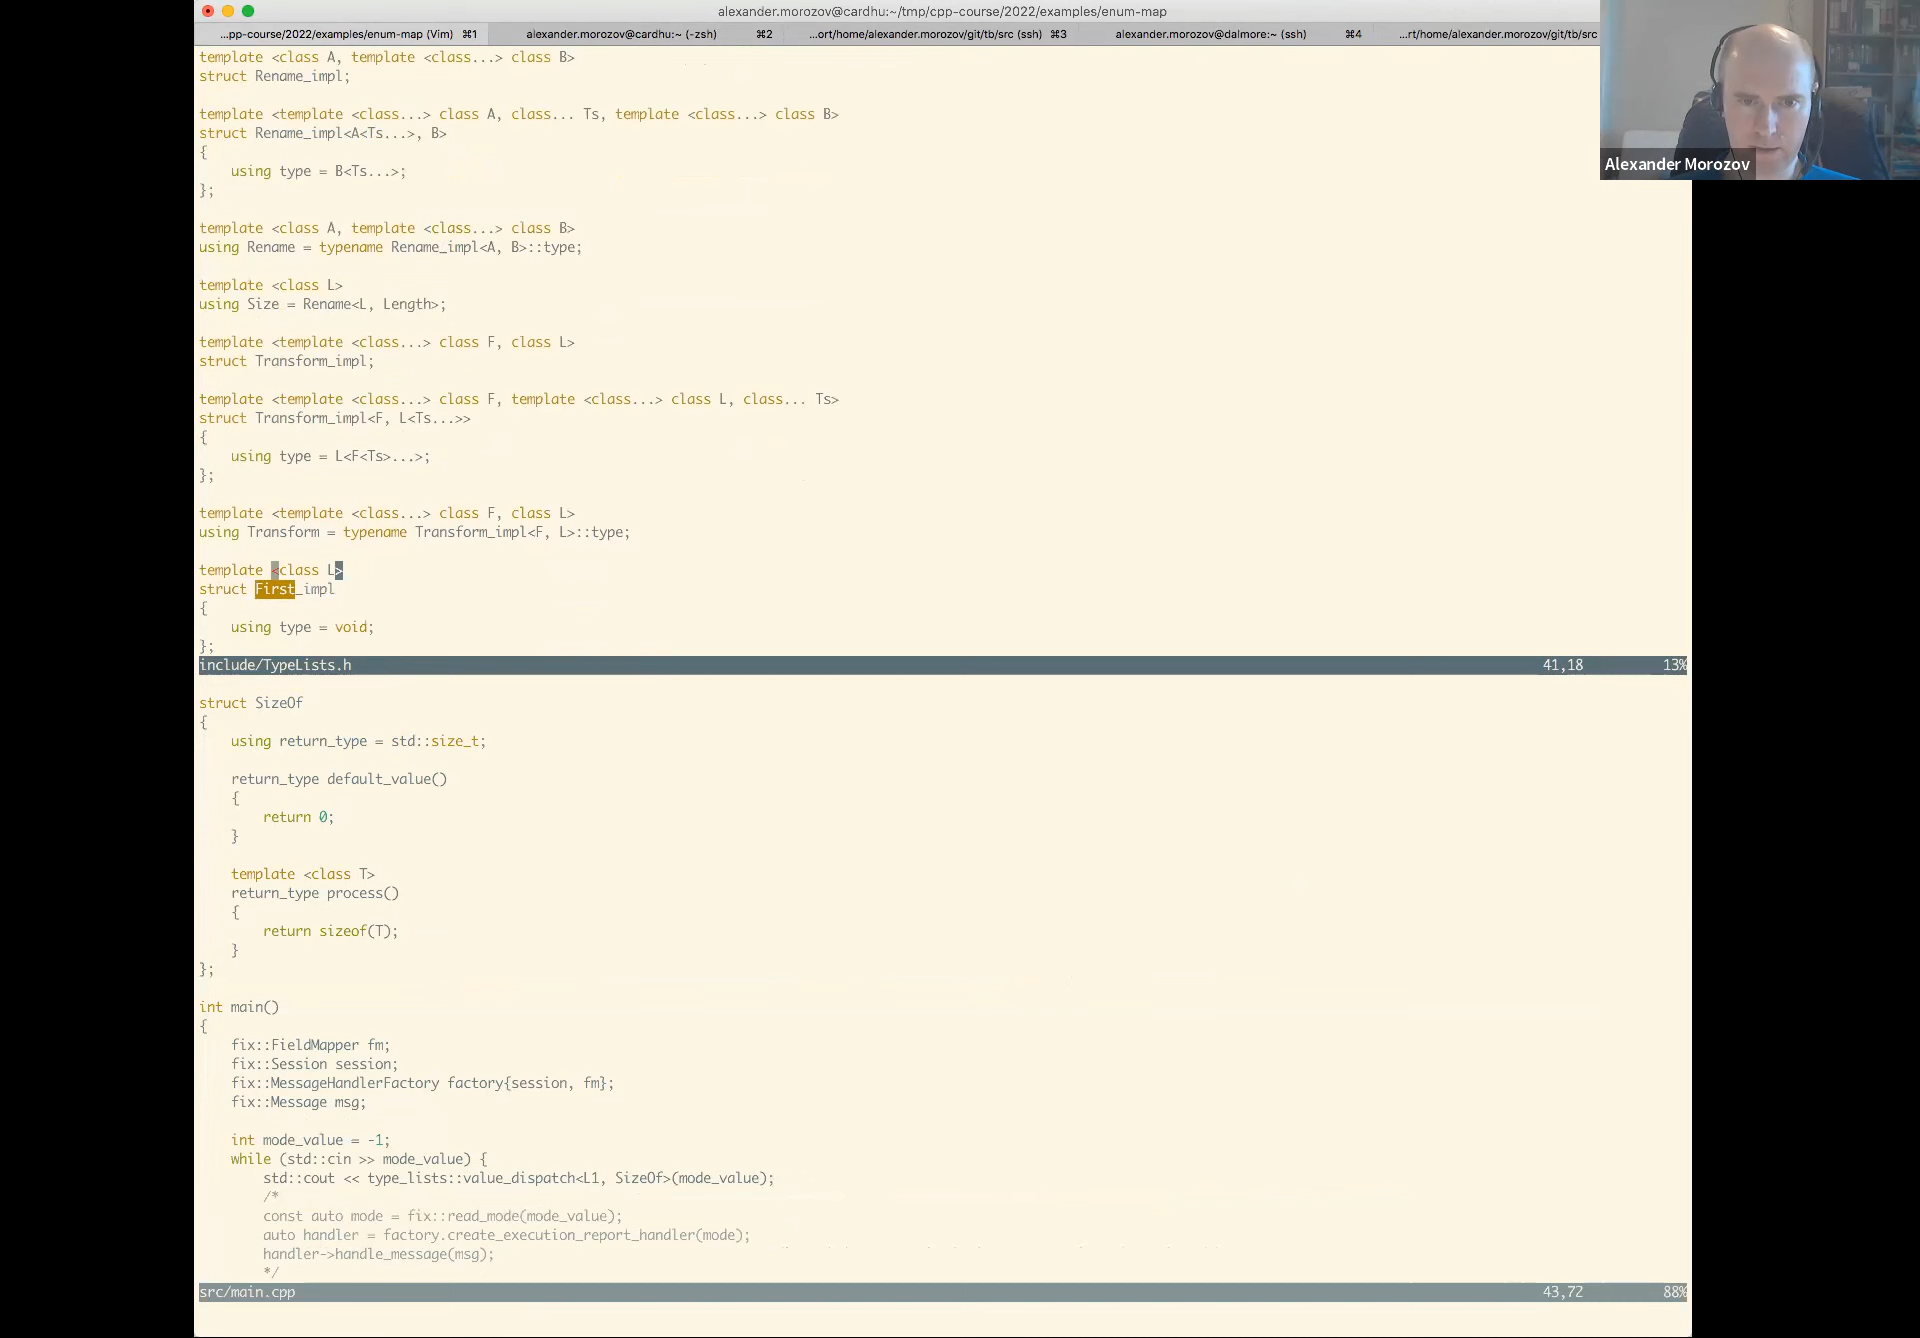 alexander.morozov@cardhu:~/tmp/cpp-course/2022/examples/enum-map
...pp-course/2022/examples/enum-map (Vim) ⌘1 alexander.morozov@cardhu:~ (-zsh) ⌘2 ...ort/home/alexander.morozov/git/tb/src (ssh) ⌘3 alexander.morozov@dalmore:~ (ssh) ⌘4 ...rt/home/alexander.morozov/git/tb/src
template <class A, template <class...> class B>
struct Rename_impl;
template <template <class...> class A, class... Ts, template <class...> class B>
struct Rename_impl<A<Ts...>, B>
{
    using type = B<Ts...>;
};
template <class A, template <class...> class B>
using Rename = typename Rename_impl<A, B>::type;
template <class L>
using Size = Rename<L, Length>;
template <template <class...> class F, class L>
struct Transform_impl;
template <template <class...> class F, template <class...> class L, class... Ts>
struct Transform_impl<F, L<Ts...>>
{
    using type = L<F<Ts>...>;
};
template <template <class...> class F, class L>
using Transform = typename Transform_impl<F, L>::type;
template <class L>
struct First_impl
{
    using type = void;
};
include/TypeLists.h 41,18 13%
struct SizeOf
{
    using return_type = std::size_t;
    return_type default_value()
    {
        return 0;
    }
    template <class T>
    return_type process()
    {
        return sizeof(T);
    }
};
int main()
{
    fix::FieldMapper fm;
    fix::Session session;
    fix::MessageHandlerFactory factory{session, fm};
    fix::Message msg;
    int mode_value = -1;
    while (std::cin >> mode_value) {
        std::cout << type_lists::value_dispatch<L1, SizeOf>(mode_value);
        /*
        const auto mode = fix::read_mode(mode_value);
        auto handler = factory.create_execution_report_handler(mode);
        handler->handle_message(msg);
        */
src/main.cpp 43,72 88%
Alexander Morozov